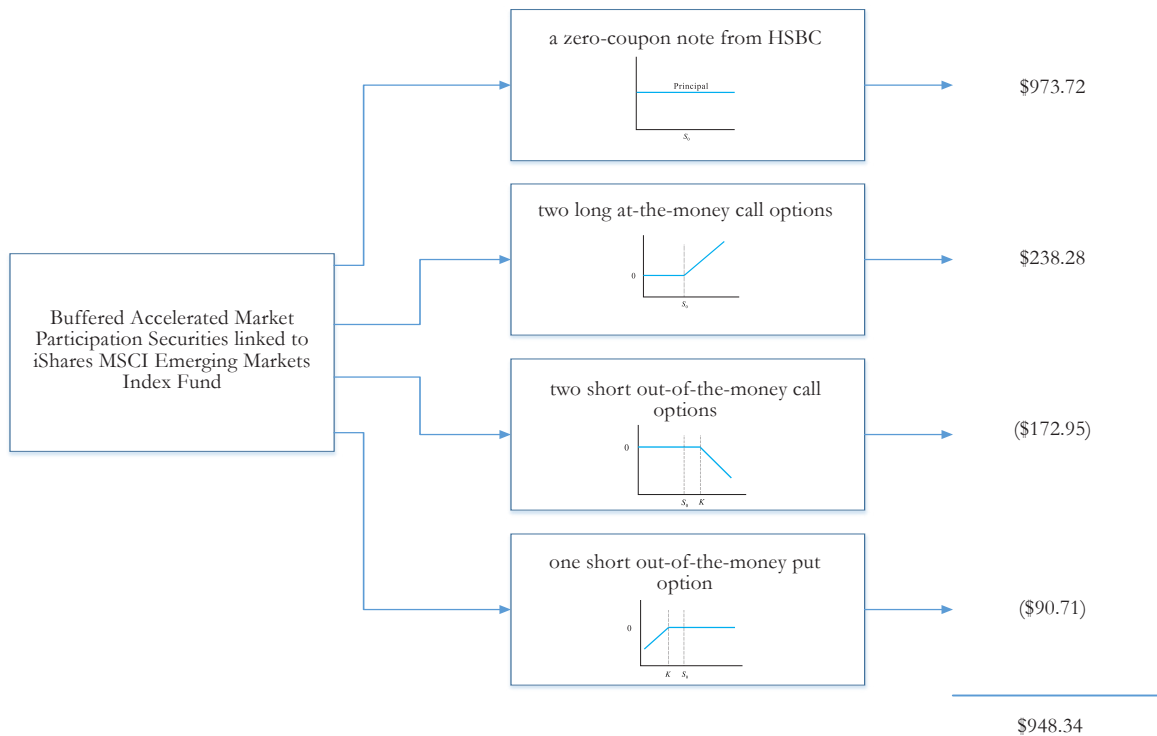 a zero-coupon note from HSBC
Principal
S₀
$973.72
two long at-the-money call options
0
S₀
$238.28
Buffered Accelerated Market
Participation Securities linked to
iShares MSCI Emerging Markets
Index Fund
two short out-of-the-money call
options
0
S₀ K
($172.95)
one short out-of-the-money put
option
0
K S₀
($90.71)
$948.34